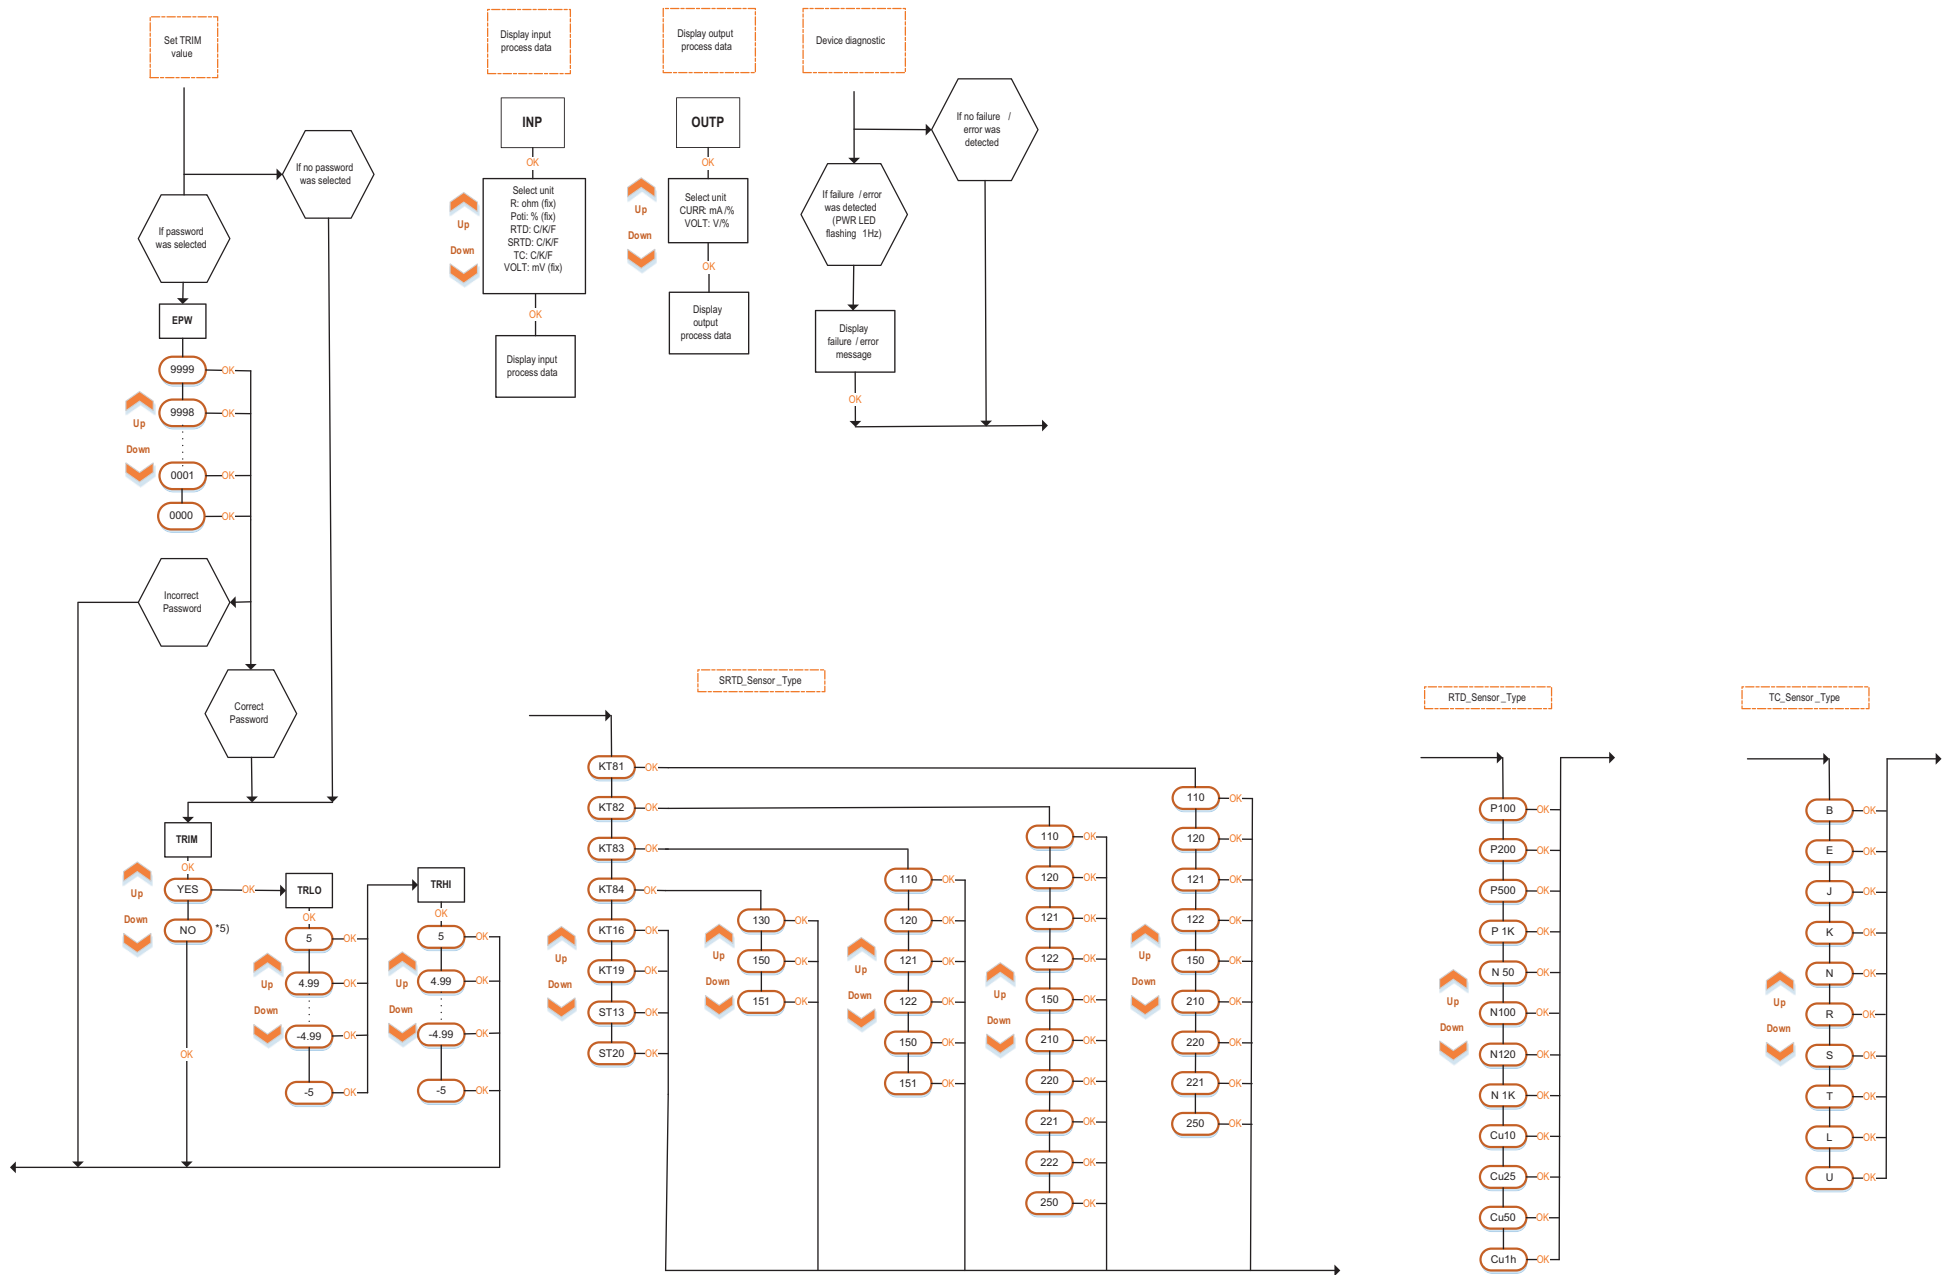 Set TRIM
value
Display input
process data
Display output
process data
Device diagnostic
If no password
was selected
If password
was selected
EPW
9999
OK
9998
OK
Up
Down
0001
OK
0000
OK
Incorrect
Password
Correct
Password
TRIM
OK
YES
OK
Up
Down
NO
*5)
OK
TRLO
OK
5
OK
4.99
OK
Up
Down
-4.99
OK
-5
OK
TRHI
OK
5
OK
4.99
OK
Up
Down
-4.99
OK
-5
OK
INP
OK
Select unit
R: ohm (fix)
Poti: % (fix)
RTD: C/K/F
SRTD: C/K/F
TC: C/K/F
VOLT: mV (fix)
Up
Down
OK
Display input
process data
OUTP
OK
Select unit
CURR: mA /%
VOLT: V/%
Up
Down
OK
Display
output
process data
If no failure /
error was
detected
If failure / error
was detected
(PWR LED
flashing 1Hz)
Display
failure / error
message
OK
SRTD_Sensor_Type
KT81
OK
KT82
OK
KT83
OK
KT84
OK
KT16
OK
KT19
OK
ST13
OK
ST20
OK
Up
Down
130
OK
150
OK
151
OK
Up
Down
110
OK
120
OK
121
OK
122
OK
150
OK
151
OK
Up
Down
110
OK
120
OK
121
OK
122
OK
150
OK
210
OK
220
OK
221
OK
222
OK
250
OK
Up
Down
110
OK
120
OK
121
OK
122
OK
150
OK
210
OK
220
OK
221
OK
250
OK
Up
Down
RTD_Sensor_Type
P100
OK
P200
OK
P500
OK
P 1K
OK
N 50
OK
N100
OK
N120
OK
N 1K
OK
Cu10
OK
Cu25
OK
Cu50
OK
Cu1h
OK
Up
Down
TC_Sensor_Type
B
OK
E
OK
J
OK
K
OK
N
OK
R
OK
S
OK
T
OK
L
OK
U
OK
Up
Down